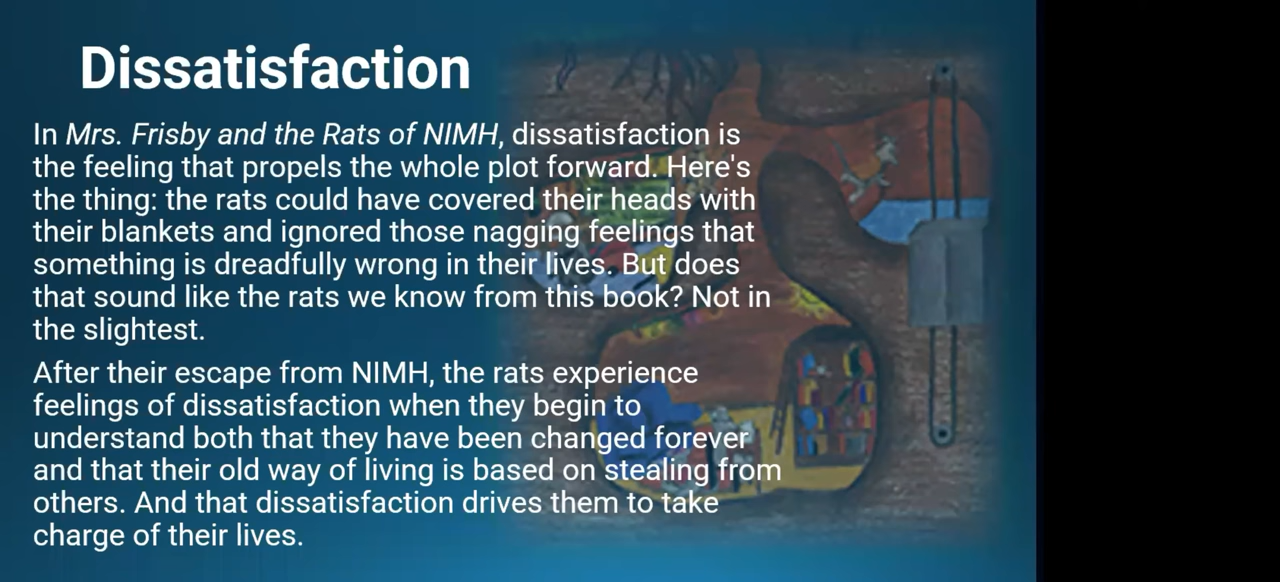 Dissatisfaction
In Mrs. Frisby and the Rats of NIMH, dissatisfaction is
the feeling that propels the whole plot forward. Here's
the thing: the rats could have covered their heads with
their blankets and ignored those nagging feelings that
something is dreadfully wrong in their lives. But does
that sound like the rats we know from this book? Not in
the slightest.
After their escape from NIMH, the rats experience
feelings of dissatisfaction when they begin to
understand both that they have been changed forever
and that their old way of living is based on stealing from
others. And that dissatisfaction drives them to take
charge of their lives.